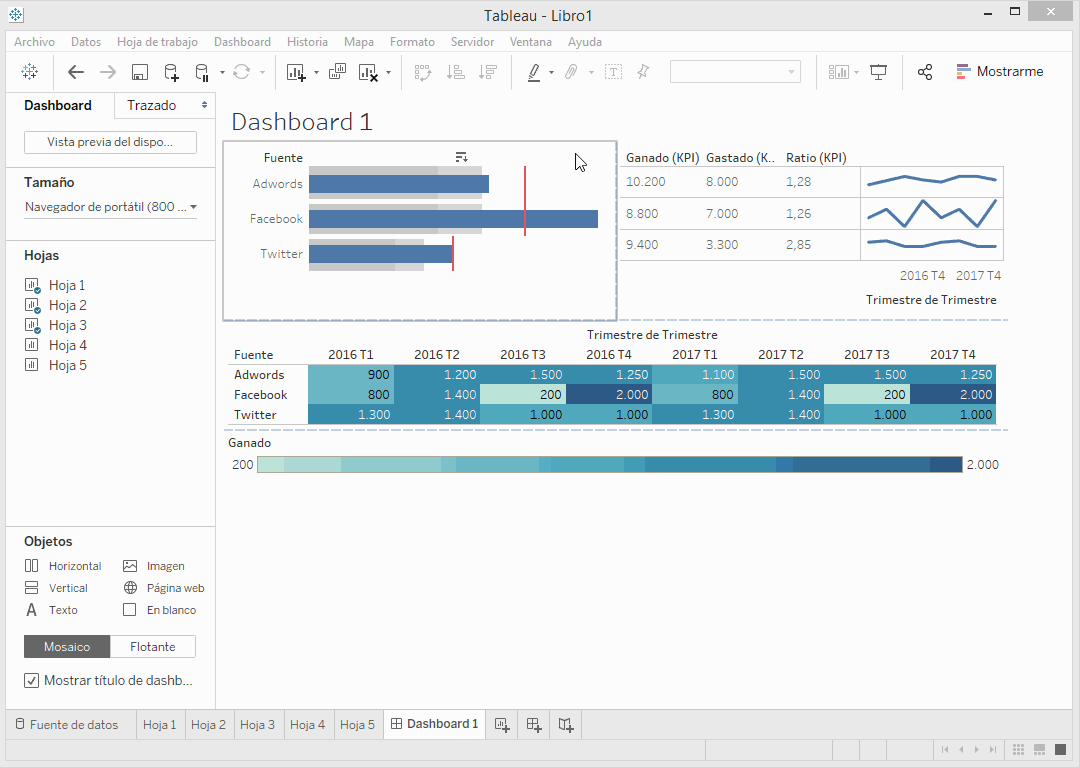 Tableau - Libro1
Archivo Datos Hoja de trabajo Dashboard Historia Mapa Formato Servidor Ventana Ayuda
Mostrarme
Dashboard Trazado
Vista previa del dispo...
Tamaño
Navegador de portátil (800 ...
Hojas
Hoja 1
Hoja 2
Hoja 3
Hoja 4
Hoja 5
Objetos
Horizontal Imagen
Vertical Página web
A Texto En blanco
Mosaico Flotante
Mostrar título de dashb...
Dashboard 1
Fuente
Adwords
Facebook
Twitter
Ganado (KPI) Gastado (K.. Ratio (KPI)
10.200 8.000 1,28
8.800 7.000 1,26
9.400 3.300 2,85
2016 T4 2017 T4
Trimestre de Trimestre
Trimestre de Trimestre
Fuente 2016 T1 2016 T2 2016 T3 2016 T4 2017 T1 2017 T2 2017 T3 2017 T4
Adwords 900 1.200 1.500 1.250 1.100 1.500 1.500 1.250
Facebook 800 1.400 200 2.000 800 1.400 200 2.000
Twitter 1.300 1.400 1.000 1.000 1.300 1.400 1.000 1.000
Ganado
200 2.000
Fuente de datos Hoja 1 Hoja 2 Hoja 3 Hoja 4 Hoja 5 Dashboard 1